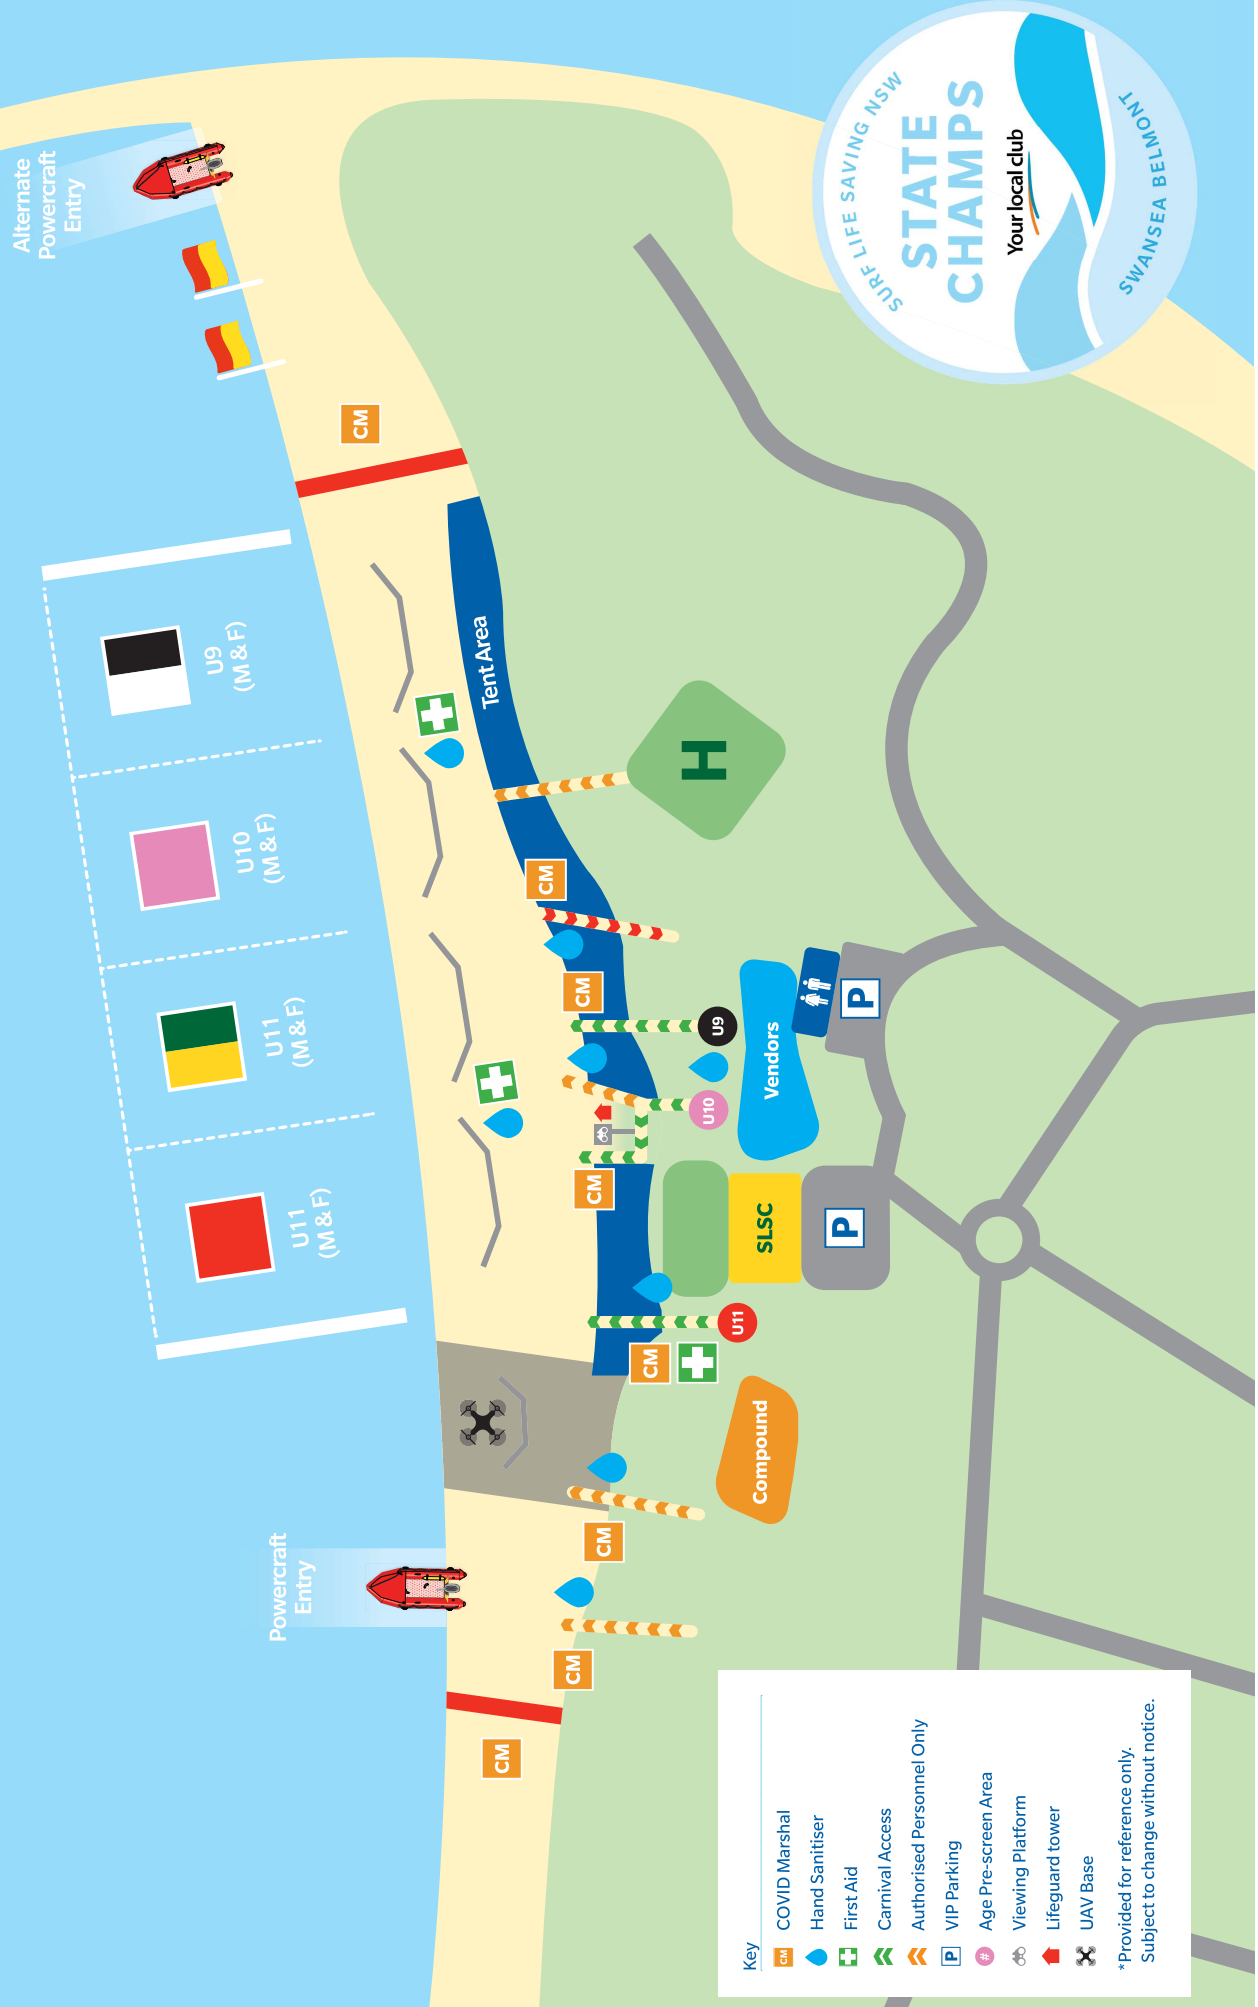 Alternate
Powercraft
Entry
SURF LIFE SAVING NSW
STATE
CHAMPS
Your local club
SWANSEA BELMONT
CM
U9
(M & F)
U10
(M & F)
U11
(M & F)
U11
(M & F)
Tent Area
H
CM
CM
U9
U10
Vendors
P
CM
SLSC
P
U11
CM
Compound
CM
Powercraft
Entry
CM
CM
Key
CM COVID Marshal
Hand Sanitiser
First Aid
Carnival Access
Authorised Personnel Only
P VIP Parking
# Age Pre-screen Area
Viewing Platform
Lifeguard tower
UAV Base
*Provided for reference only.
Subject to change without notice.